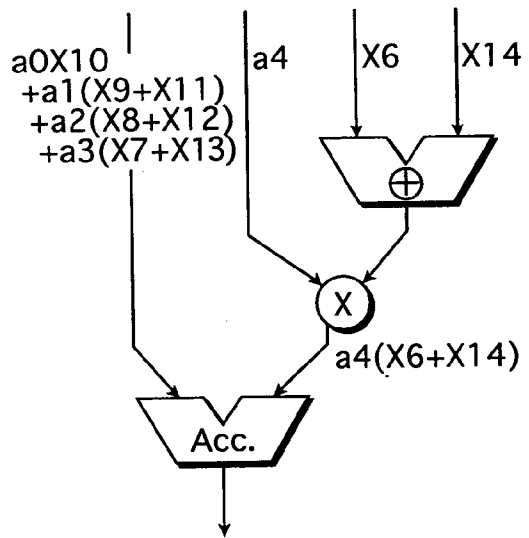 a0X10
+a1(X9+X11)
+a2(X8+X12)
+a3(X7+X13)
a4
X6
X14
+
X
a4(X6+X14)
Acc.